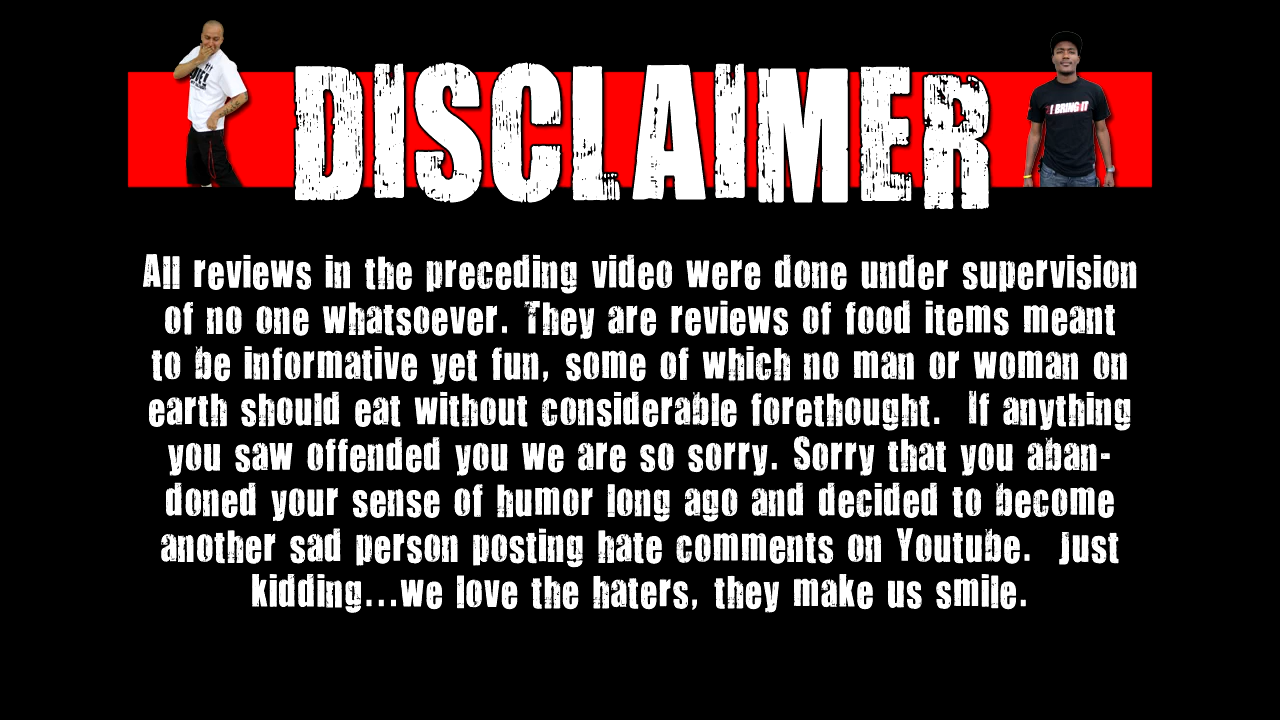 DISCLAIMER
I BRING IT
All reviews in the preceding video were done under supervision
of no one whatsoever. They are reviews of food items meant
to be informative yet fun, some of which no man or woman on
earth should eat without considerable forethought.  If anything
you saw offended you we are so sorry. Sorry that you aban-
doned your sense of humor long ago and decided to become
another sad person posting hate comments on Youtube.  Just
kidding...we love the haters, they make us smile.